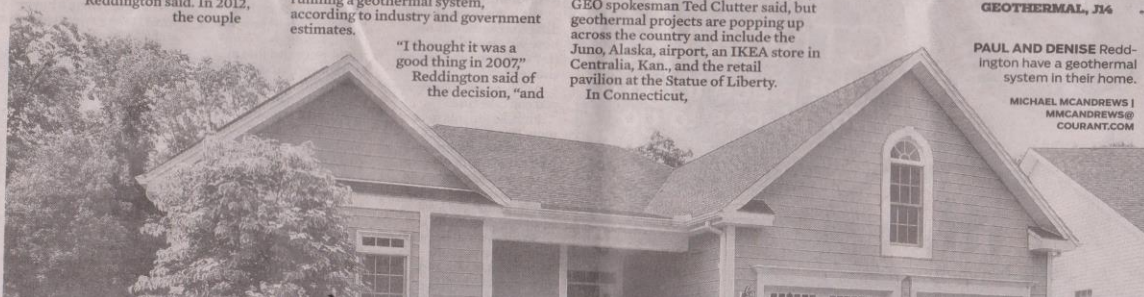 Reddington said. In 2012,
the couple
running a geothermal system,
according to industry and government
estimates.
"I thought it was a
good thing in 2007,"
Reddington said of
the decision, "and
GEO spokesman Ted Clutter said, but
geothermal projects are popping up
across the country and include the
Juno, Alaska, airport, an IKEA store in
Centralia, Kan., and the retail
pavilion at the Statue of Liberty.
In Connecticut,
GEOTHERMAL, J14
PAUL AND DENISE Redd-
ington have a geothermal
system in their home.
MICHAEL MCANDREWS |
MMCANDREWS@
COURANT.COM